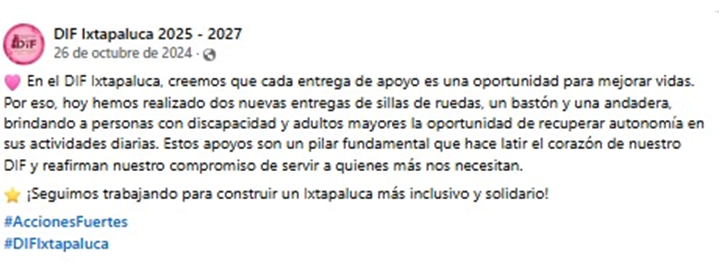 DIF Ixtapaluca 2025 - 2027
26 de octubre de 2024 ·
En el DIF Ixtapaluca, creemos que cada entrega de apoyo es una oportunidad para mejorar vidas.
Por eso, hoy hemos realizado dos nuevas entregas de sillas de ruedas, un bastón y una andadera,
brindando a personas con discapacidad y adultos mayores la oportunidad de recuperar autonomía en
sus actividades diarias. Estos apoyos son un pilar fundamental que hace latir el corazón de nuestro
DIF y reafirman nuestro compromiso de servir a quienes más nos necesitan.
¡Seguimos trabajando para construir un Ixtapaluca más inclusivo y solidario!
#AccionesFuertes
#DIFIxtapaluca